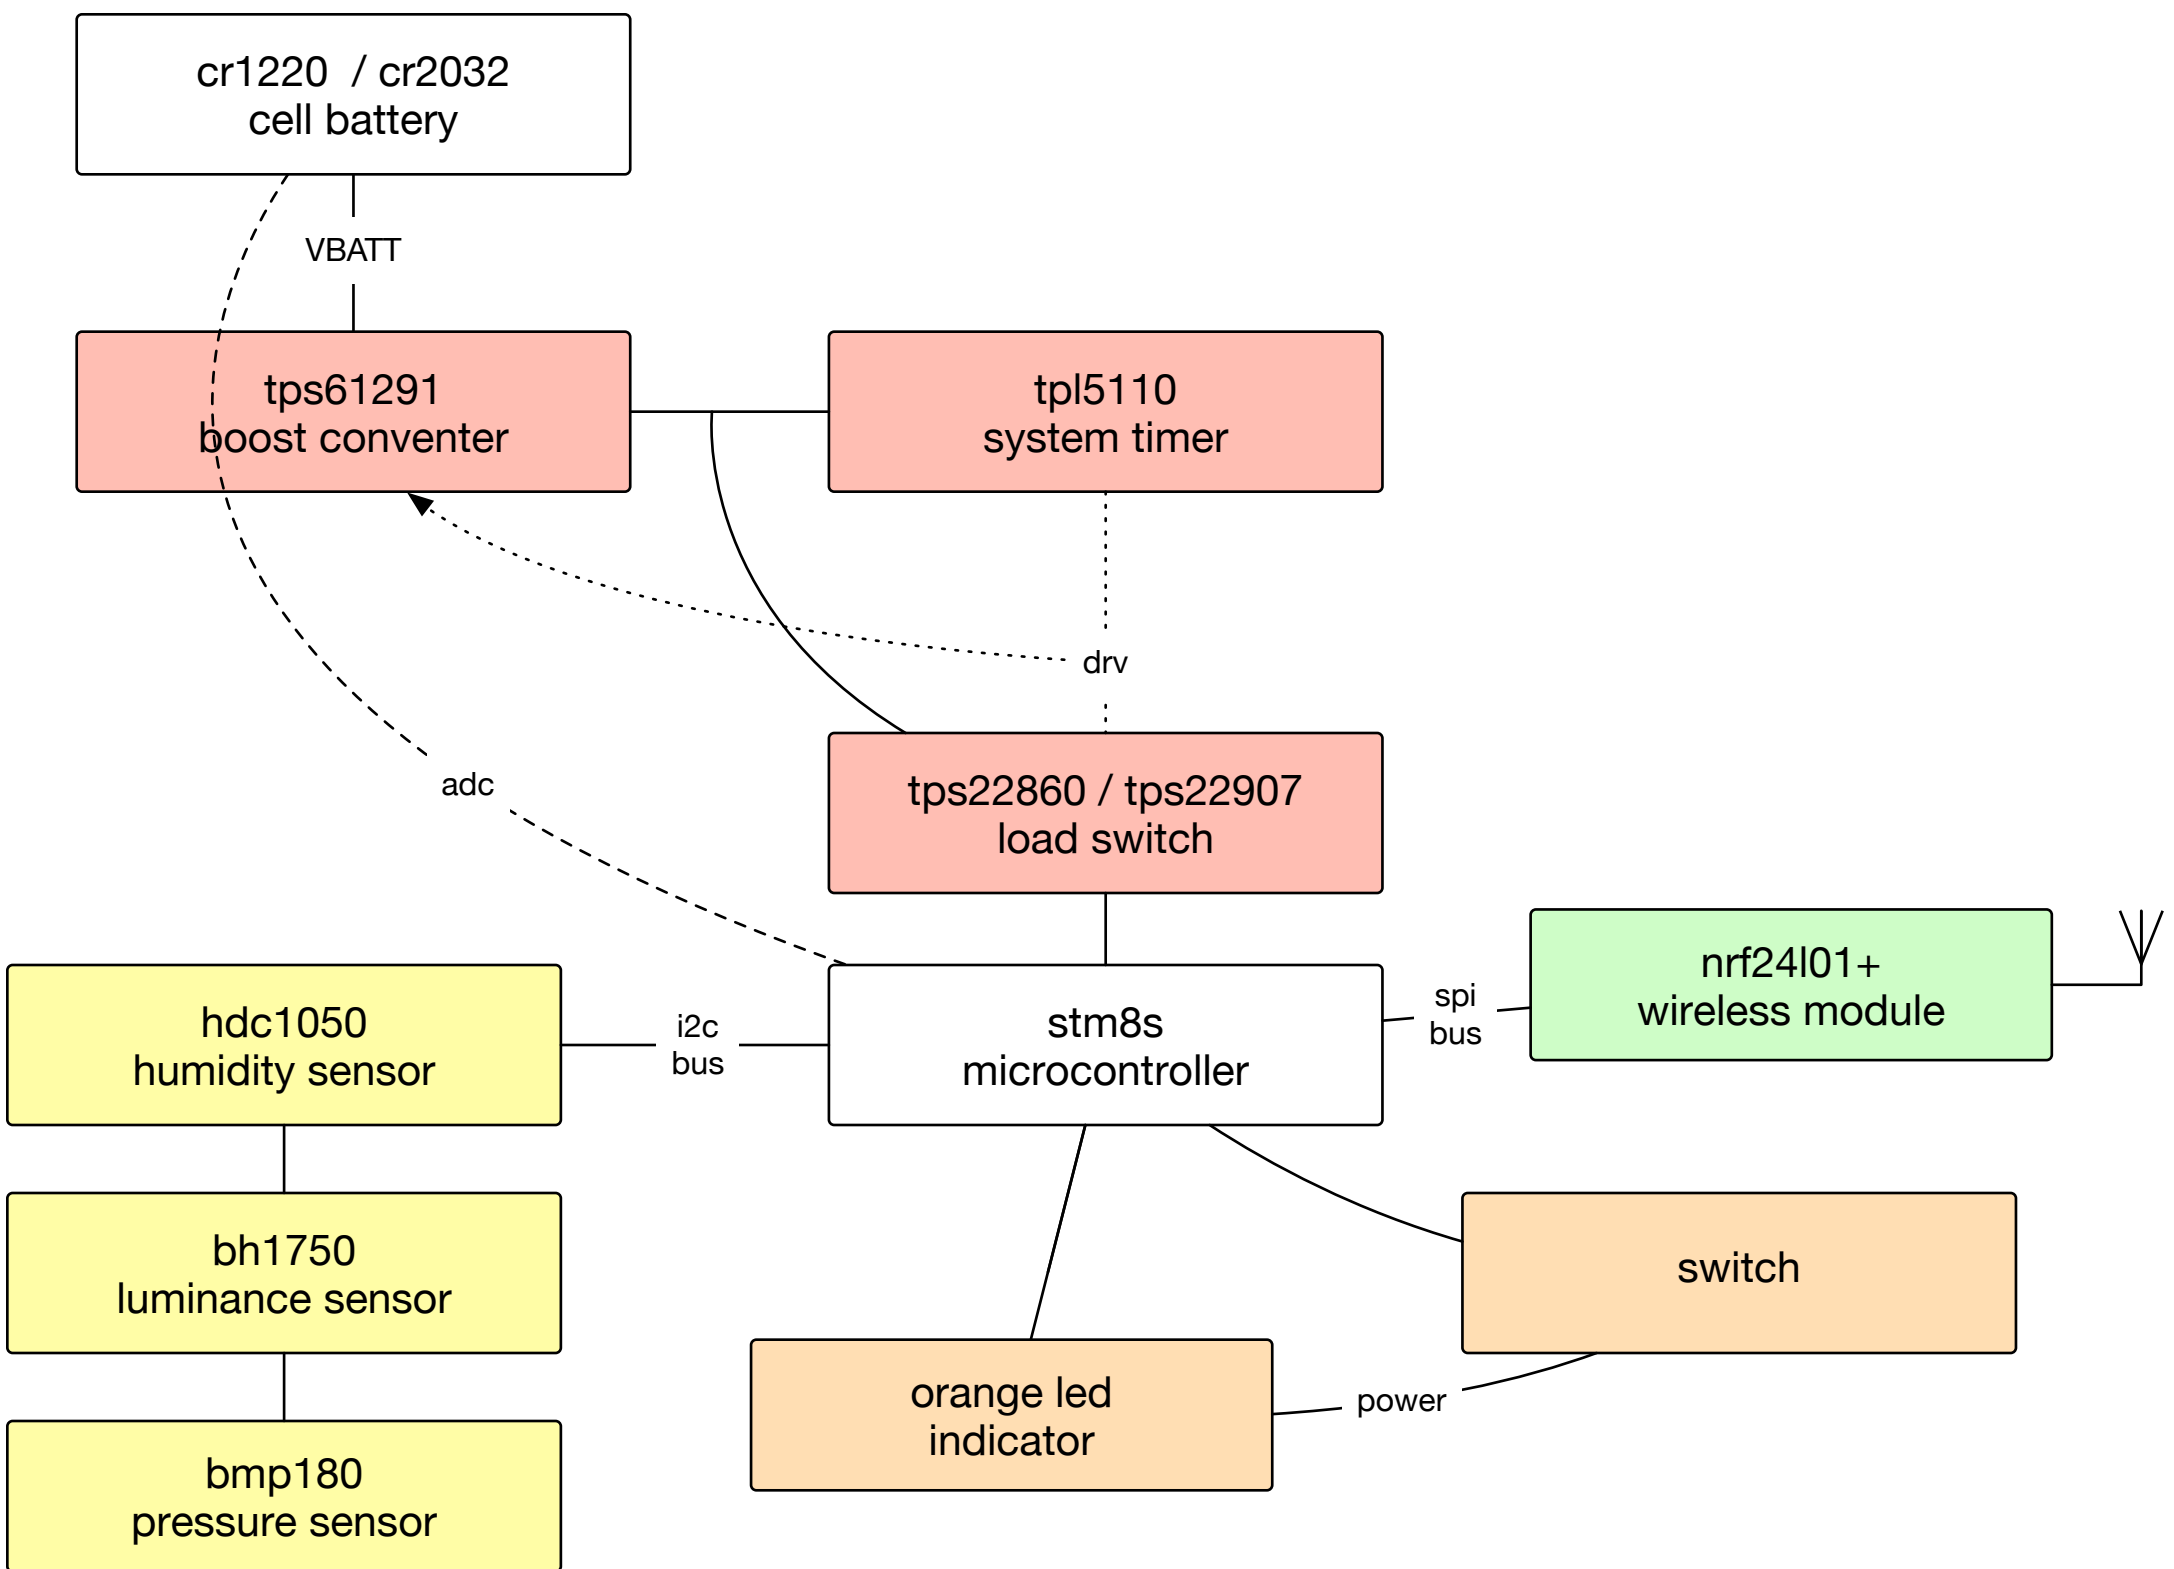 cr1220 / cr2032
cell battery
VBATT
tps61291
boost conventer
tpl5110
system timer
drv
tps22860 / tps22907
load switch
adc
hdc1050
humidity sensor
i2c
bus
stm8s
microcontroller
spi
bus
nrf24l01+
wireless module
bh1750
luminance sensor
switch
orange led
indicator
power
bmp180
pressure sensor